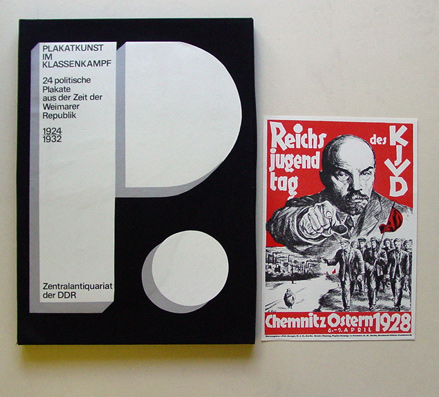 PLAKATKUNST
IM
KLASSENKAMPF
24 politische
Plakate
aus der Zeit der
Weimarer
Republik
1924
1932
Zentralantiquariat
der DDR
Reichs
jugend
tag
des KJVD
Chemnitz Ostern 1928
6.-9. APRIL